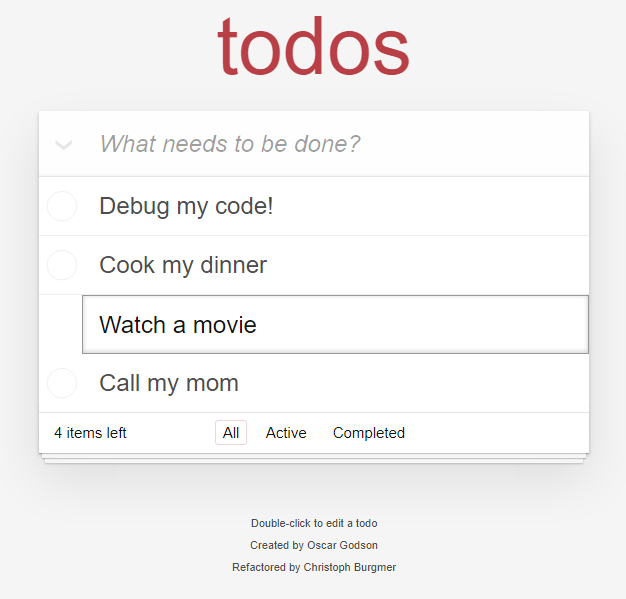 todos
What needs to be done?
Debug my code!
Cook my dinner
Watch a movie
Call my mom
4 items left All Active Completed
Double-click to edit a todo
Created by Oscar Godson
Refactored by Christoph Burgmer